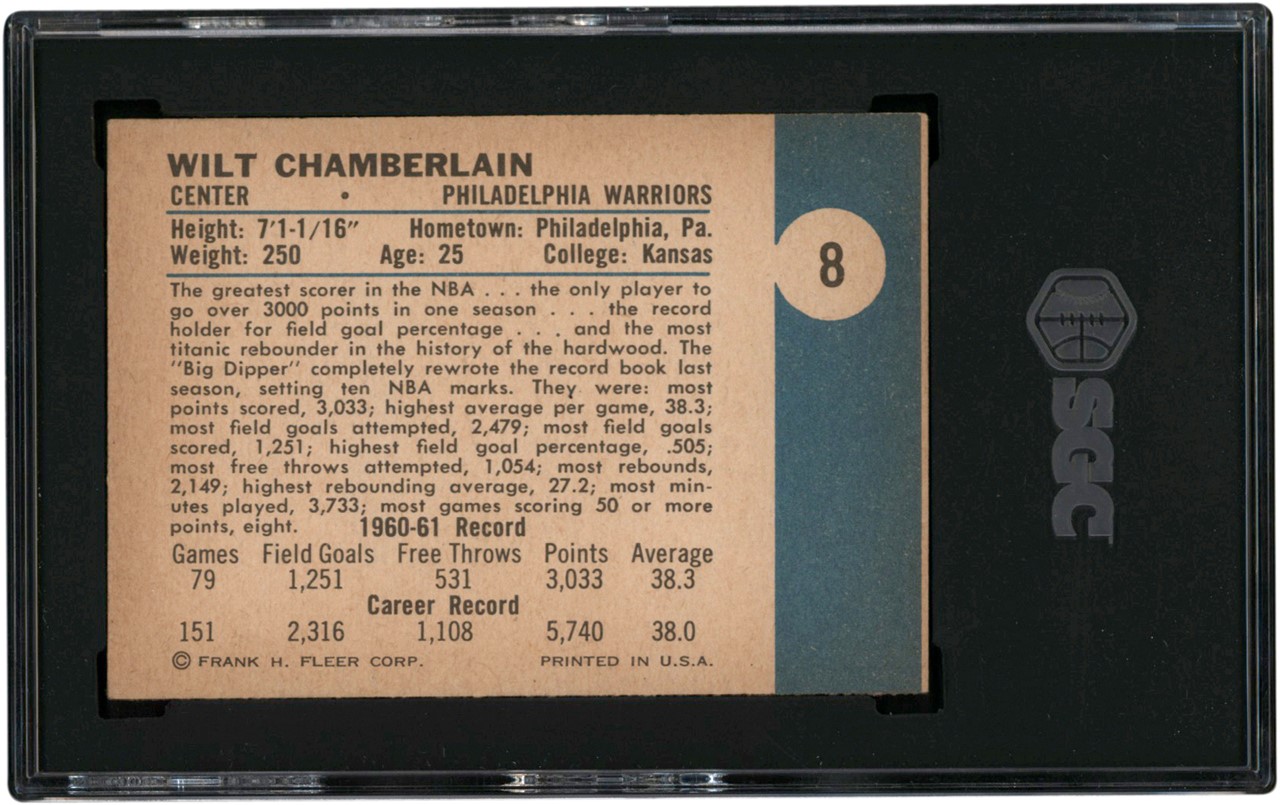 WILT CHAMBERLAIN
CENTER • PHILADELPHIA WARRIORS
Height: 7'1-1/16" Hometown: Philadelphia, Pa.
Weight: 250 Age: 25 College: Kansas
The greatest scorer in the NBA . . . the only player to
go over 3000 points in one season . . . the record
holder for field goal percentage . . . and the most
titanic rebounder in the history of the hardwood. The
"Big Dipper" completely rewrote the record book last
season, setting ten NBA marks. They were: most
points scored, 3,033; highest average per game, 38.3;
most field goals attempted, 2,479; most field goals
scored, 1,251; highest field goal percentage, .505;
most free throws attempted, 1,054; most rebounds,
2,149; highest rebounding average, 27.2; most min-
utes played, 3,733; most games scoring 50 or more
points, eight. 1960-61 Record
Games Field Goals Free Throws Points Average
79 1,251 531 3,033 38.3
Career Record
151 2,316 1,108 5,740 38.0
© FRANK H. FLEER CORP. PRINTED IN U.S.A.
8
SGC